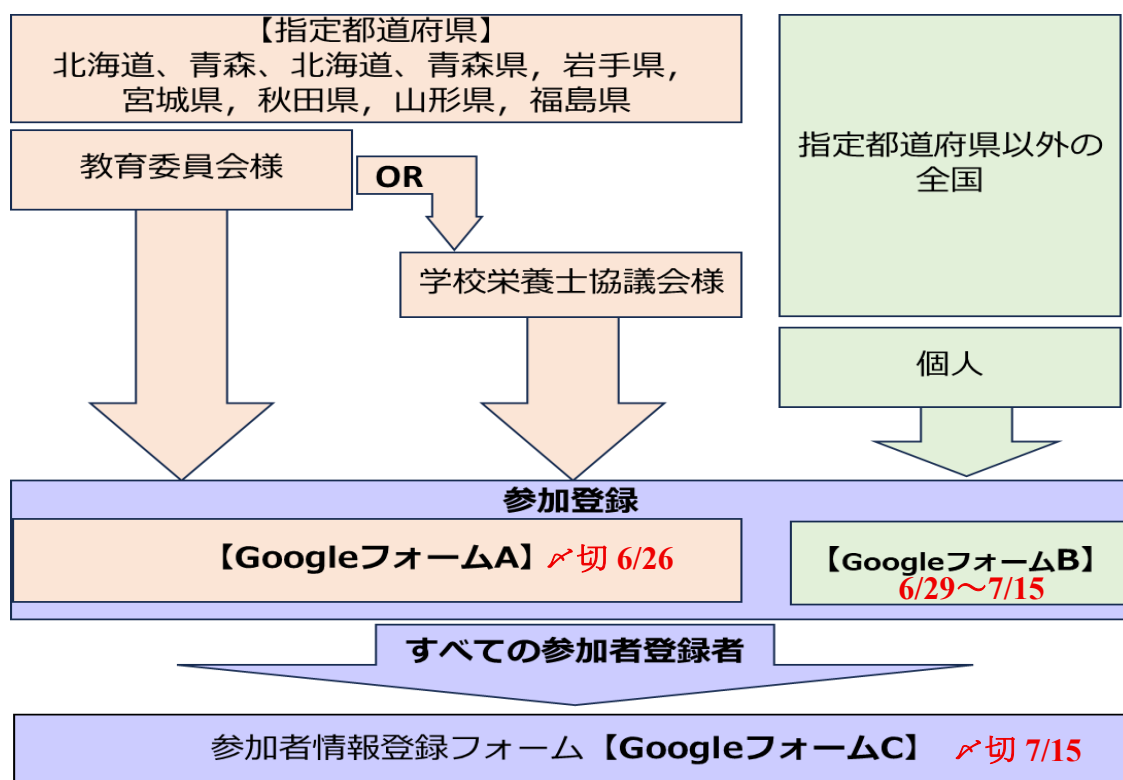 【指定都道府県】
北海道、青森、北海道、青森県，岩手県，
宮城県，秋田県，山形県，福島県
教育委員会様
OR
学校栄養士協議会様
指定都道府県以外の
全国
個人
参加登録
【GoogleフォームA】〆切 6/26
【GoogleフォームB】
6/29～7/15
すべての参加者登録者
参加者情報登録フォーム【GoogleフォームC】 〆切 7/15